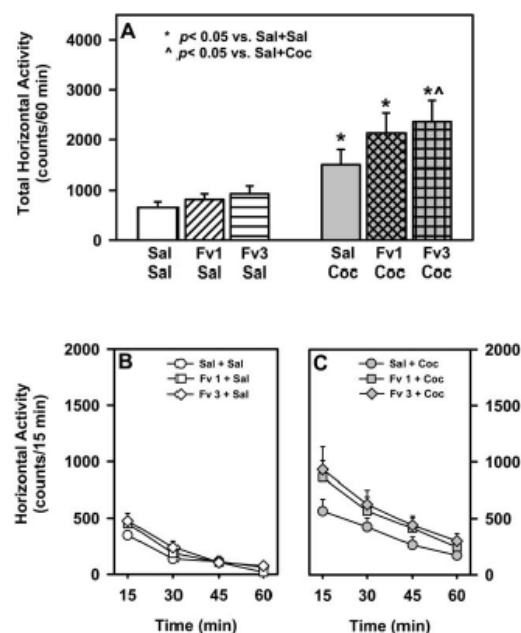 A
* p< 0.05 vs. Sal+Sal
^ p< 0.05 vs. Sal+Coc
Total Horizontal Activity
(counts/60 min)
4000
3000
2000
1000
0
*
*
*^
Sal Fv1 Fv3 Sal Fv1 Fv3
Sal Sal Sal Coc Coc Coc
B
Sal + Sal
Fv 1 + Sal
Fv 3 + Sal
C
Sal + Coc
Fv 1 + Coc
Fv 3 + Coc
Horizontal Activity
(counts/15 min)
2000
1500
1000
500
0
2000
1500
1000
500
0
15 30 45 60
15 30 45 60
Time (min)
Time (min)